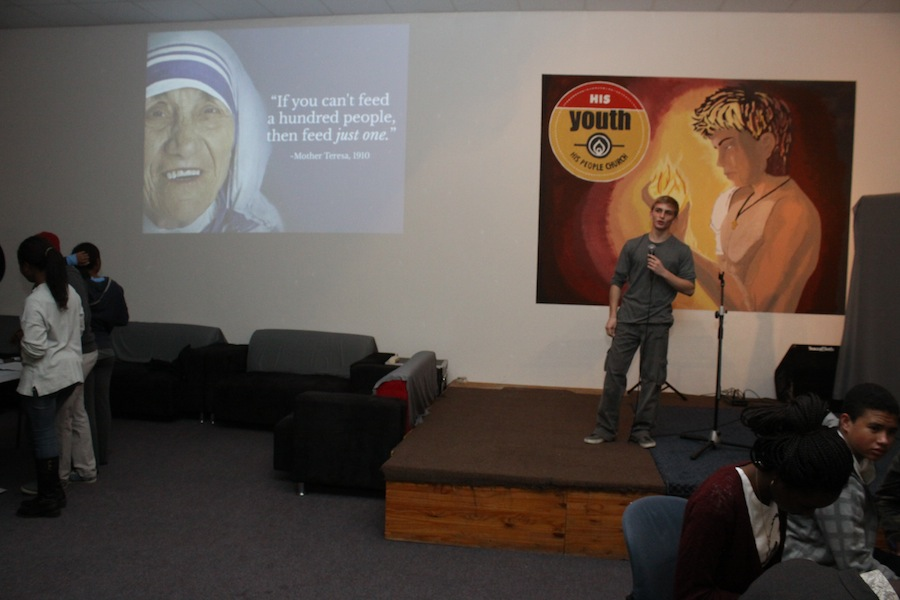 “If you can’t feed
a hundred people,
then feed just one.”
-Mother Teresa, 1910
HIS
youth
HIS PEOPLE CHURCH